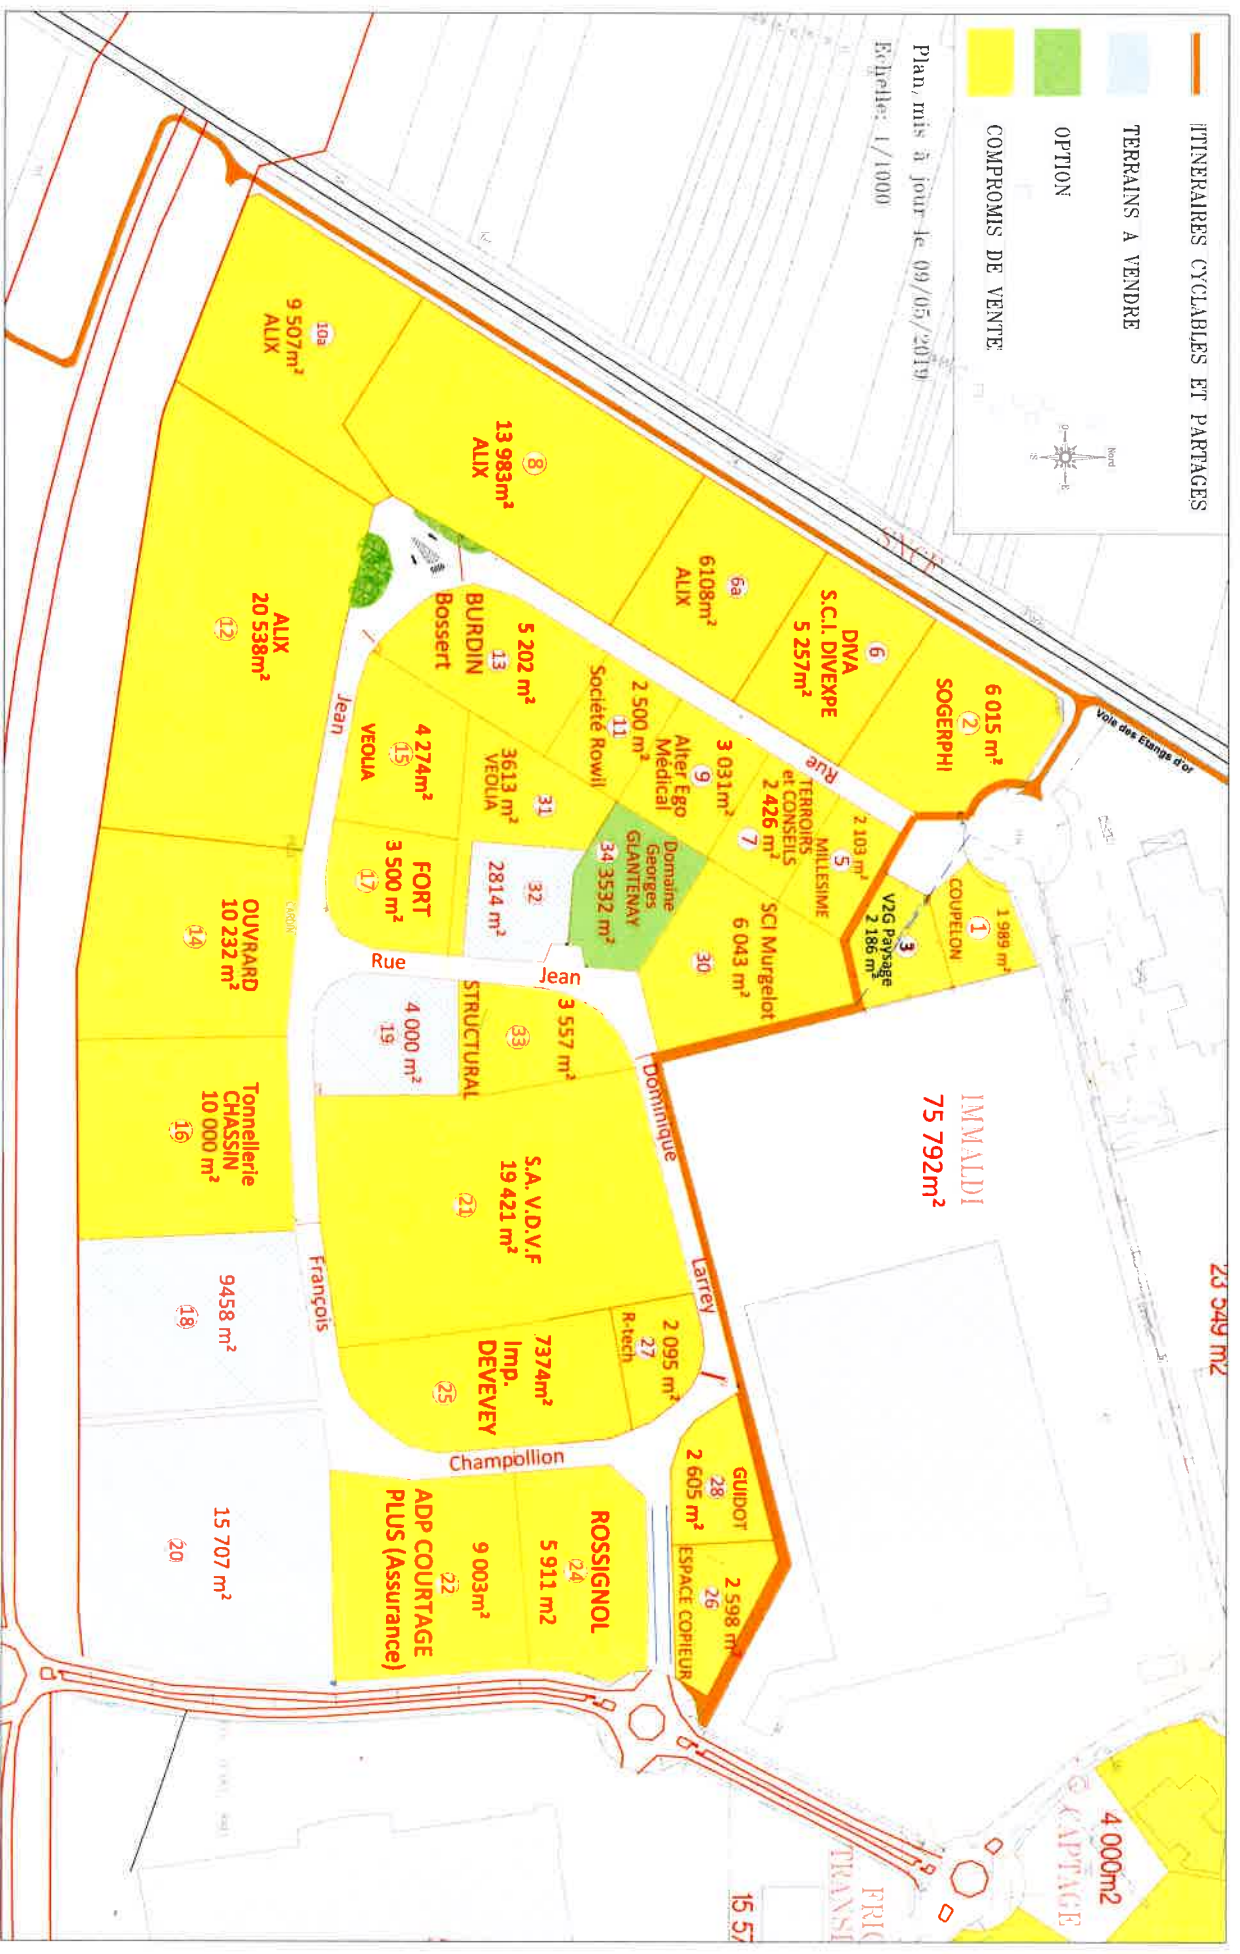 ITINERAIRES CYCLABLES ET PARTAGES
TERRAINS A VENDRE
OPTION
COMPROMIS DE VENTE
Plan, mis à jour le 09/05/2019
Echelle: 1/1000
Nord
O
E
S
SNCF
Voie des Etangs d'or
10a
9 507m²
ALIX
8
13 983m²
ALIX
6a
6108m²
ALIX
6
DIVA
S.C.I. DIVEXPE
5 257m²
6 015 m²
2
SOGERPHI
Rue
1 989 m²
1
COUPELON
3
V2G Paysage
2 186 m²
2 103 m²
5
MILLESIME
TERROIRS
et CONSEILS
2 426 m²
7
3 031m²
9
Alter Ego
Médical
2 500 m²
11
Société Rowil
5 202 m²
13
BURDIN
Bossert
ALIX
20 538m²
12
Jean
4 274m²
15
VEOLIA
31
3613 m²
VEOLIA
32
2814 m²
Domaine
Georges
GLANTENAY
34 3532 m²
SCI Murgelot
6 043 m²
30
FORT
3 500 m²
17
Rue
Jean
OUVRARD
10 232 m²
14
4 000 m²
19
3 557 m²
33
STRUCTURAL
Dominique
IMMALDI
75 792m²
Tonnellerie
CHASSIN
10 000 m²
16
S.A. V.D.V.F
19 421 m²
21
Larrey
23 549 m2
François
9458 m²
18
2 095 m²
27
R-tech
7374m²
Imp.
DEVEVEY
25
Champollion
GUIDOT
28
2 605 m²
2 598 m²
26
ESPACE COPIEUR
ROSSIGNOL
24
5 911 m2
9 003m²
22
ADP COURTAGE
PLUS (Assurance)
15 707 m²
20
4 000m2
CAPTAGE
FRIG
TRANSI
15 57